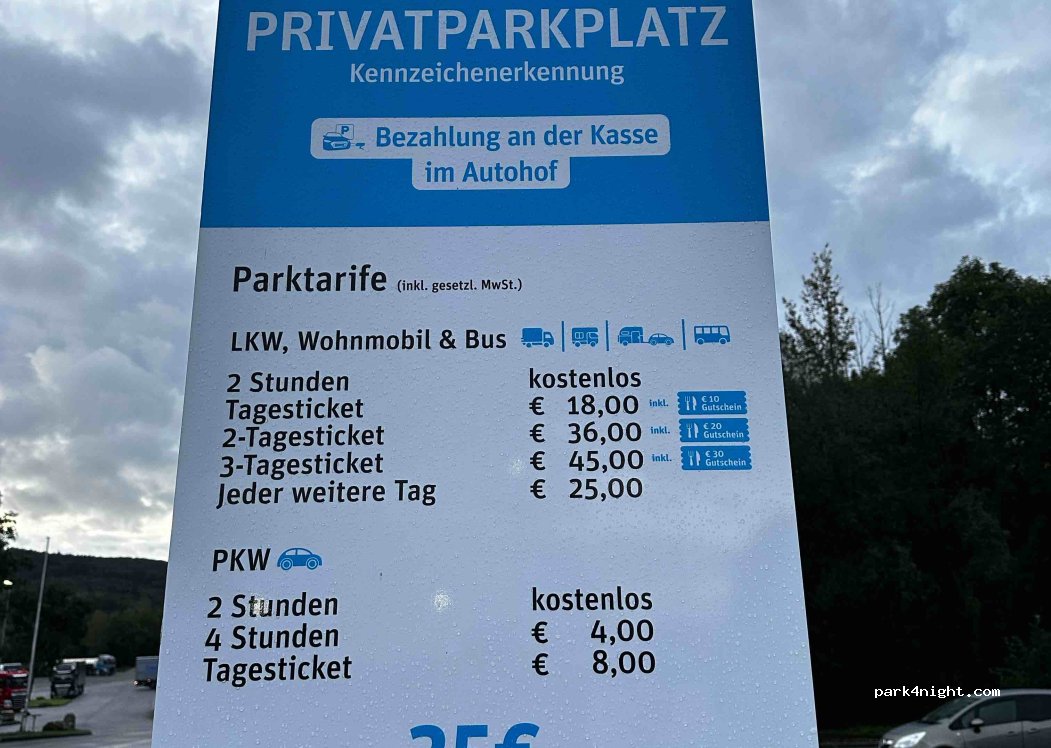 PRIVATPARKPLATZ
Kennzeichenerkennung
P
Bezahlung an der Kasse
im Autohof
Parktarife (inkl. gesetzl. MwSt.)
LKW, Wohnmobil & Bus
2 Stunden kostenlos
Tagesticket € 18,00 inkl. € 10 Gutschein
2-Tagesticket € 36,00 inkl. € 20 Gutschein
3-Tagesticket € 45,00 inkl. € 30 Gutschein
Jeder weitere Tag € 25,00
PKW
2 Stunden kostenlos
4 Stunden € 4,00
Tagesticket € 8,00
park4night.com